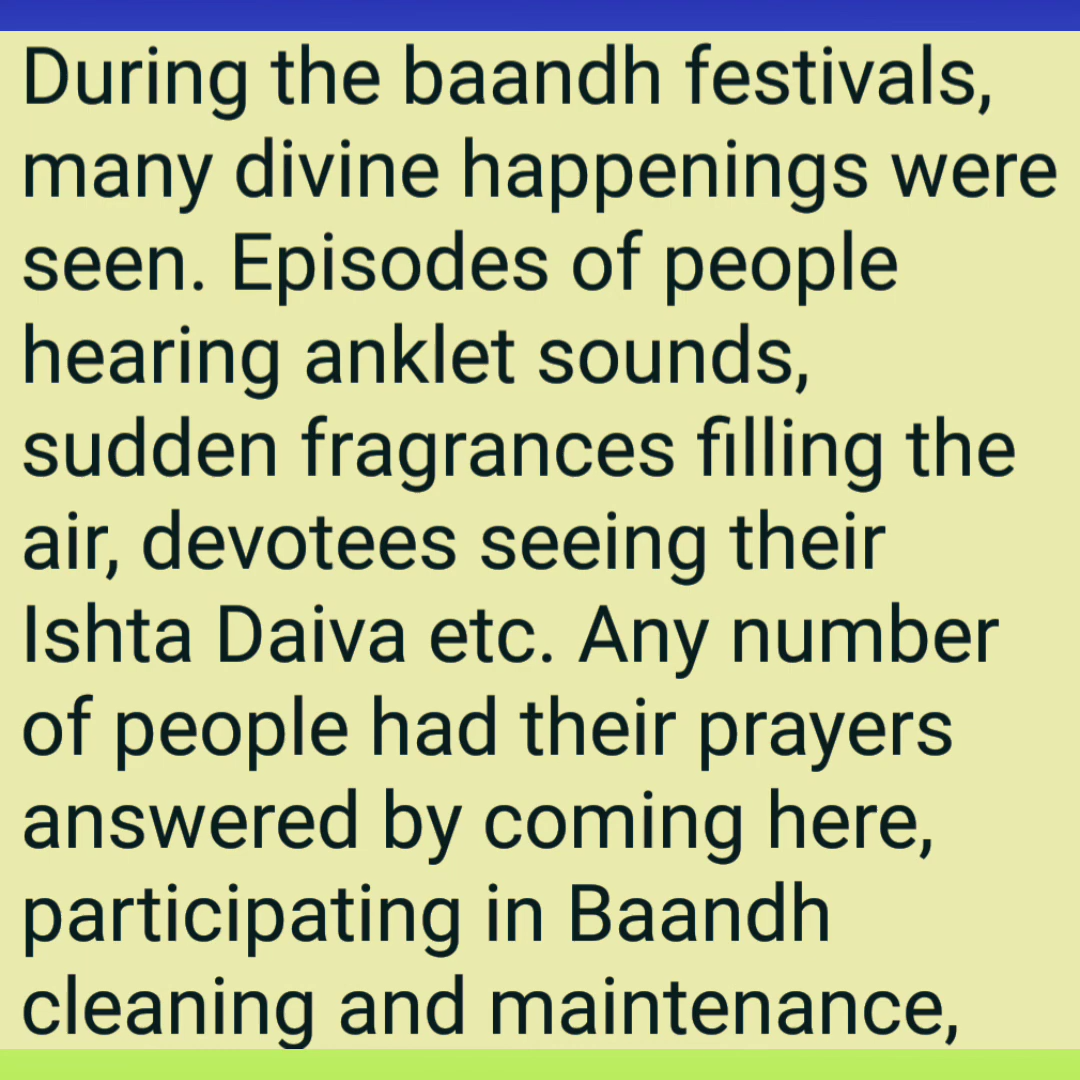 During the baandh festivals,
many divine happenings were
seen. Episodes of people
hearing anklet sounds,
sudden fragrances filling the
air, devotees seeing their
Ishta Daiva etc. Any number
of people had their prayers
answered by coming here,
participating in Baandh
cleaning and maintenance,